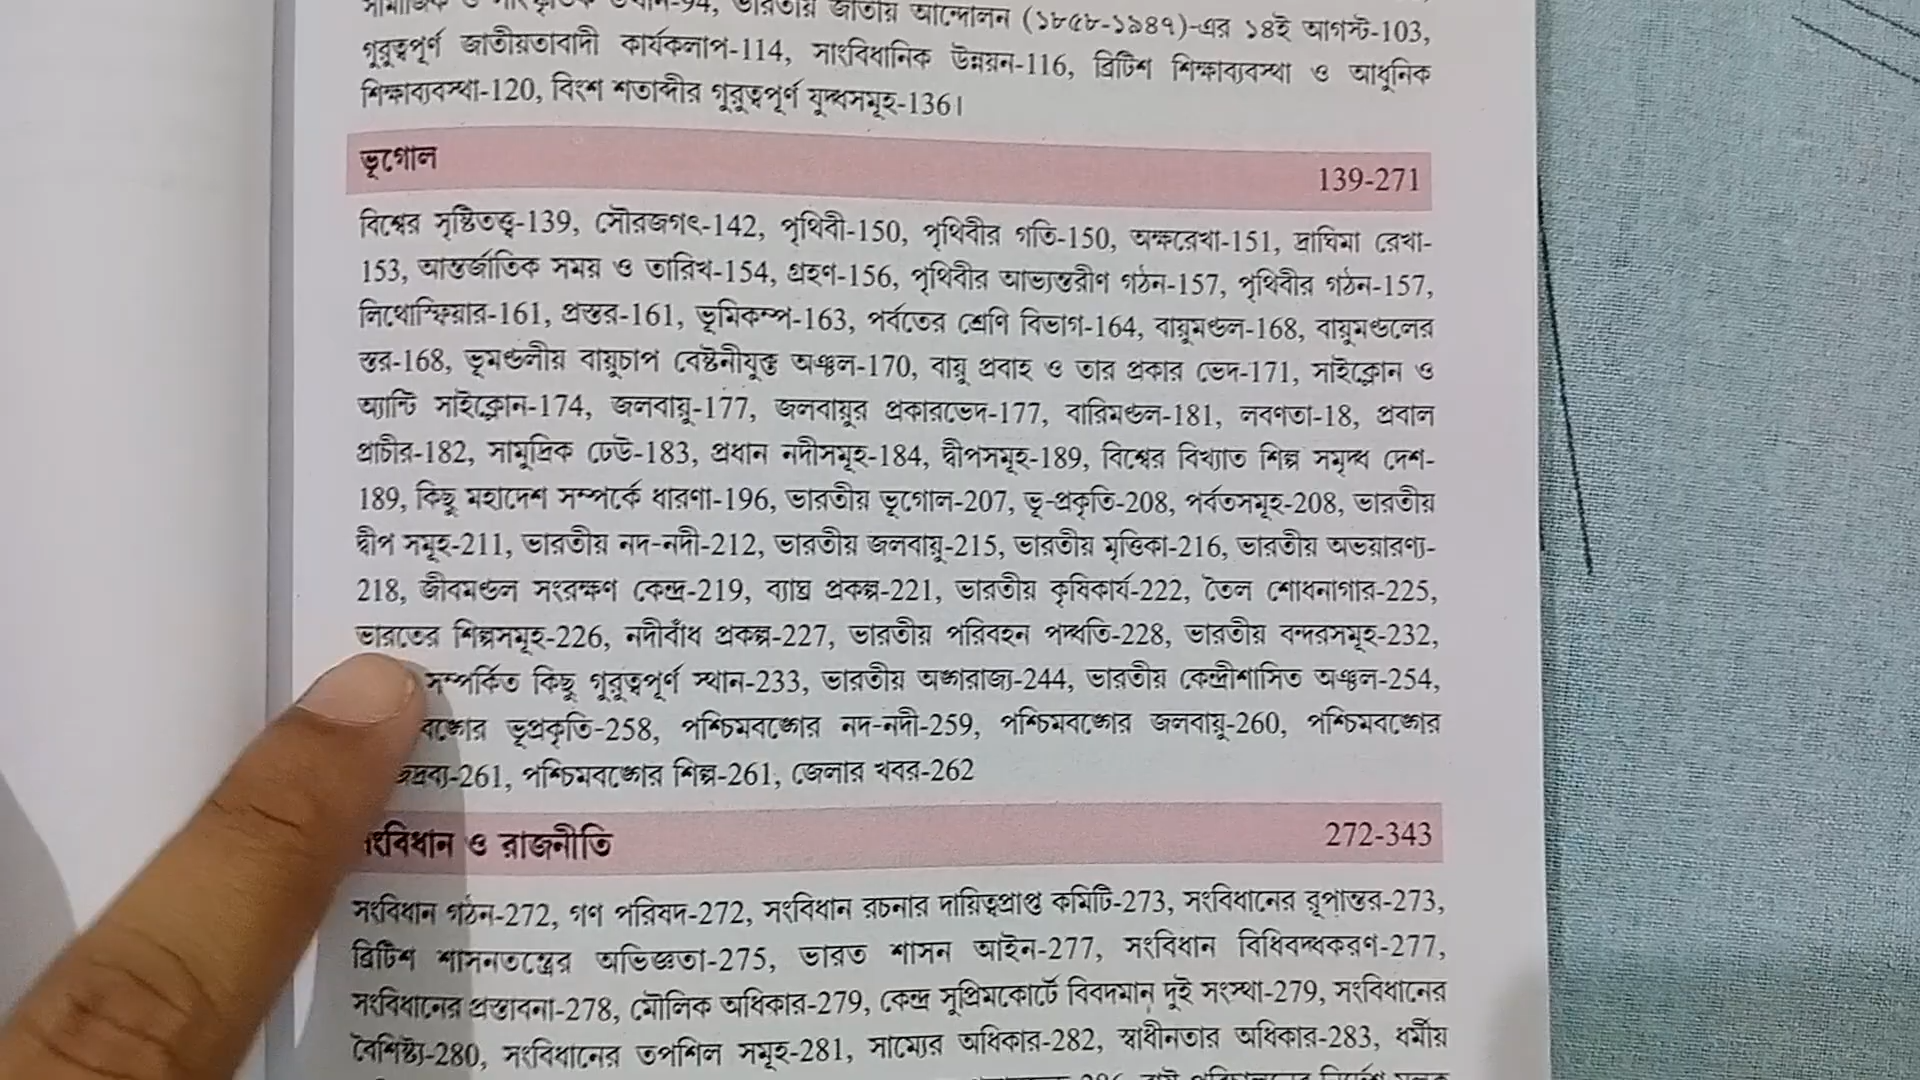 সামাজিক ও সাংস্কৃতিক উত্থান-94, ভারতীয় জাতীয় আন্দোলন (১৮৫৮-১৯৪৭)-এর ১৪ই আগস্ট-103,
গুরুত্বপূর্ণ জাতীয়তাবাদী কার্যকলাপ-114, সাংবিধানিক উন্নয়ন-116, ব্রিটিশ শিক্ষাব্যবস্থা ও আধুনিক
শিক্ষাব্যবস্থা-120, বিংশ শতাব্দীর গুরুত্বপূর্ণ যুদ্ধসমূহ-136।
ভূগোল 139-271
বিশ্বের সৃষ্টিতত্ত্ব-139, সৌরজগৎ-142, পৃথিবী-150, পৃথিবীর গতি-150, অক্ষরেখা-151, দ্রাঘিমা রেখা-
153, আন্তর্জাতিক সময় ও তারিখ-154, গ্রহণ-156, পৃথিবীর আভ্যন্তরীণ গঠন-157, পৃথিবীর গঠন-157,
লিথোস্ফিয়ার-161, প্রস্তর-161, ভূমিকম্প-163, পর্বতের শ্রেণি বিভাগ-164, বায়ুমণ্ডল-168, বায়ুমণ্ডলের
স্তর-168, ভূমণ্ডলীয় বায়ুচাপ বেষ্টনীযুক্ত অঞ্চল-170, বায়ু প্রবাহ ও তার প্রকার ভেদ-171, সাইক্লোন ও
অ্যান্টি সাইক্লোন-174, জলবায়ু-177, জলবায়ুর প্রকারভেদ-177, বারিমণ্ডল-181, লবণতা-18, প্রবাল
প্রাচীর-182, সামুদ্রিক ঢেউ-183, প্রধান নদীসমূহ-184, দ্বীপসমূহ-189, বিশ্বের বিখ্যাত শিল্প সমৃদ্ধ দেশ-
189, কিছু মহাদেশ সম্পর্কে ধারণা-196, ভারতীয় ভূগোল-207, ভূ-প্রকৃতি-208, পর্বতসমূহ-208, ভারতীয়
দ্বীপ সমূহ-211, ভারতীয় নদ-নদী-212, ভারতীয় জলবায়ু-215, ভারতীয় মৃত্তিকা-216, ভারতীয় অভয়ারণ্য-
218, জীবমণ্ডল সংরক্ষণ কেন্দ্র-219, ব্যাঘ্র প্রকল্প-221, ভারতীয় কৃষিকার্য-222, তৈল শোধনাগার-225,
ভারতের শিল্পসমূহ-226, নদীবাঁধ প্রকল্প-227, ভারতীয় পরিবহন পদ্ধতি-228, ভারতীয় বন্দরসমূহ-232,
সম্পর্কিত কিছু গুরুত্বপূর্ণ স্থান-233, ভারতীয় অঙ্গরাজ্য-244, ভারতীয় কেন্দ্রীশাসিত অঞ্চল-254,
বঙ্গের ভূপ্রকৃতি-258, পশ্চিমবঙ্গের নদ-নদী-259, পশ্চিমবঙ্গের জলবায়ু-260, পশ্চিমবঙ্গের
-261, পশ্চিমবঙ্গের শিল্প-261, জেলার খবর-262
সংবিধান ও রাজনীতি 272-343
সংবিধান গঠন-272, গণ পরিষদ-272, সংবিধান রচনার দায়িত্বপ্রাপ্ত কমিটি-273, সংবিধানের রূপান্তর-273,
ব্রিটিশ শাসনতন্ত্রের অভিজ্ঞতা-275, ভারত শাসন আইন-277, সংবিধান বিধিবদ্ধকরণ-277,
সংবিধানের প্রস্তাবনা-278, মৌলিক অধিকার-279, কেন্দ্র সুপ্রিমকোর্টে বিবদমান দুই সংস্থা-279, সংবিধানের
বৈশিষ্ট্য-280, সংবিধানের তপশিল সমূহ-281, সাম্যের অধিকার-282, স্বাধীনতার অধিকার-283, ধর্মীয়